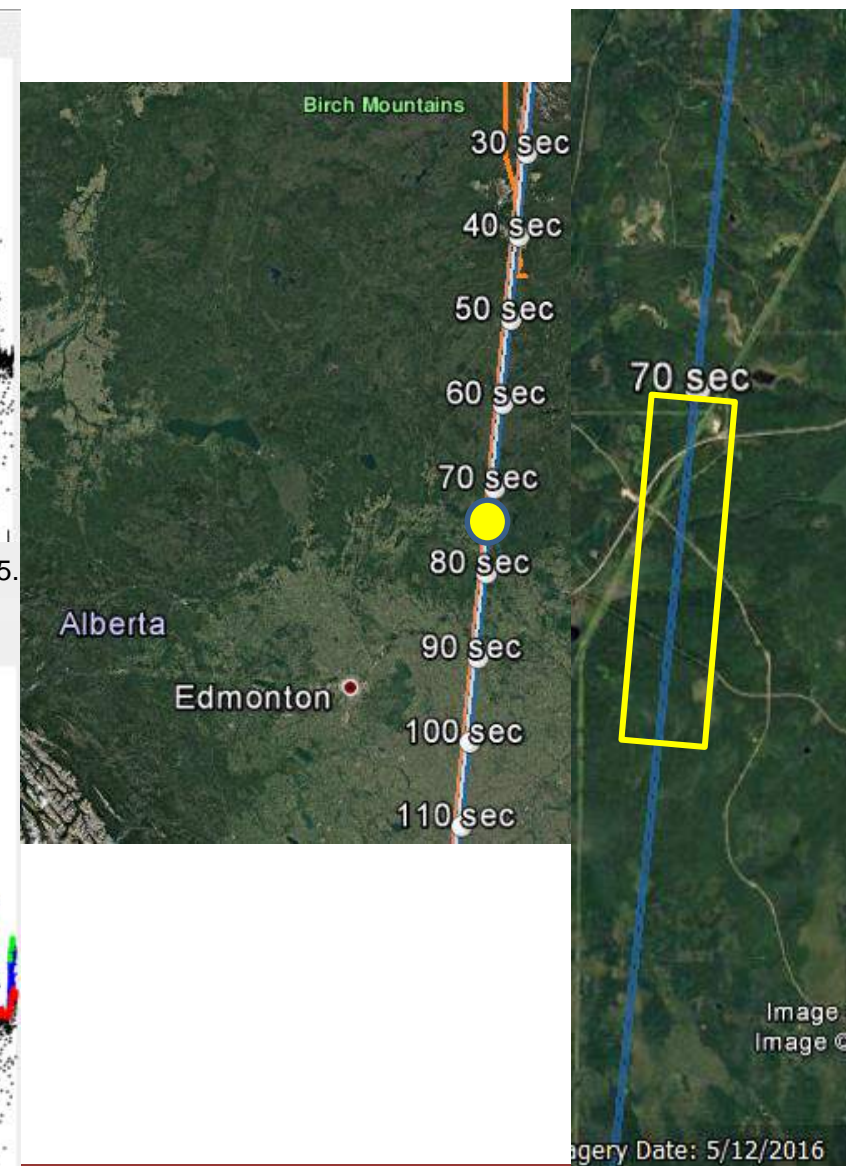 Birch Mountains
30 sec
40 sec
50 sec
60 sec
70 sec
80 sec
90 sec
100 sec
110 sec
Alberta
Edmonton
5.
70 sec
Image
Image ©
agery Date: 5/12/2016